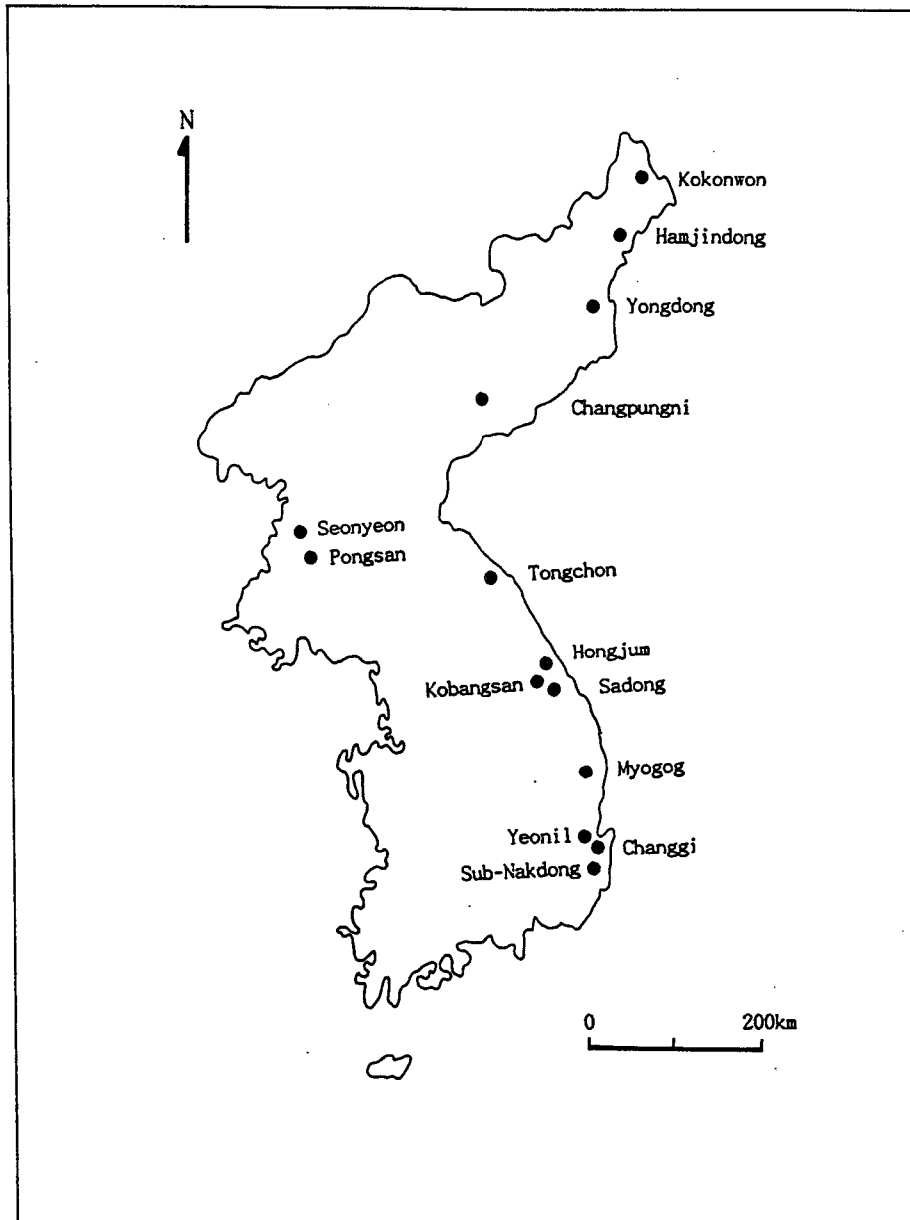 N
Kokonwon
Hamjindong
Yongdong
Changpungni
Seonyeon
Pongsan
Tongchon
Hongjum
Kobangsan
Sadong
Myogog
Yeonil
Changgi
Sub-Nakdong
0 200km